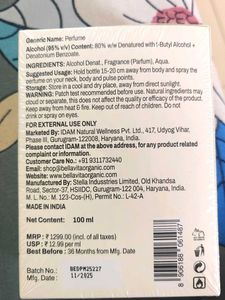 Generic Name: Perfume
Alcohol (95% v/v) Content: 80% w/w Denatured with t-Butyl Alcohol +
Denatonium Benzoate.
INGREDIENTS: Alcohol Denat., Fragrance (Parfum), Aqua.
Suggested Usage: Hold bottle 15-20 cm away from body and spray the
perfume on your neck, body and pulse points.
Storage: Store in a cool and dry place, away from direct sunlight.
WARNING: Patch test recommended before use. Natural ingredients may
cloud or separate, this does not affect the quality or efficacy of the product.
Keep away from heat & fire. Keep out of reach of children. Do not
drink or spray on eyes.
FOR EXTERNAL USE ONLY
Marketed By: IDAM Natural Wellness Pvt. Ltd., 417, Udyog Vihar,
Phase III, Gurugram-122008, Haryana, India.
Please contact IDAM at the above address, for any product related
complaint or suggestion.
Customer Care No.: +91 9311732440
Email ID: help@bellavitaorganic.com
Website: www.bellavitaorganic.com
Manufactured By: Stella Industries Limited, Old Khandsa
Road, Sector-37, HSIIDC, Gurugram-122 004, Haryana, India.
M. L. No.: M. 123-Cos-(H), Permit No.: L-42-A
MADE IN INDIA
Net Content: 100 ml
MRP : ₹1299.00 (incl. of all taxes)
USP : ₹12.99 per ml
Best Before : 36 Months from Mfg. Date
Batch No.: BEDPM25227
Mfg. Date: 11/2025
8 906188 661487